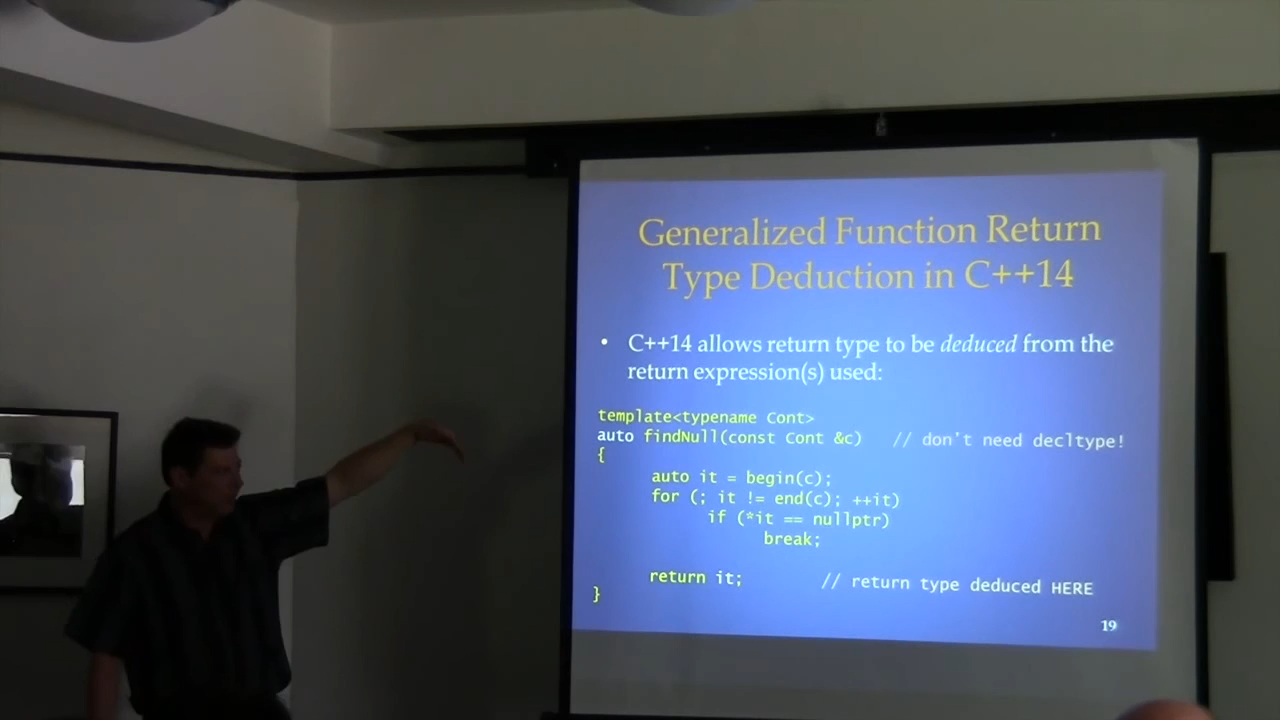 Generalized Function Return
Type Deduction in C++14
• C++14 allows return type to be deduced from the
return expression(s) used:
template<typename Cont>
auto findNull(const Cont &c) // don't need decltype!
{
auto it = begin(c);
for (; it != end(c); ++it)
if (*it == nullptr)
break;
return it; // return type deduced HERE
}
19